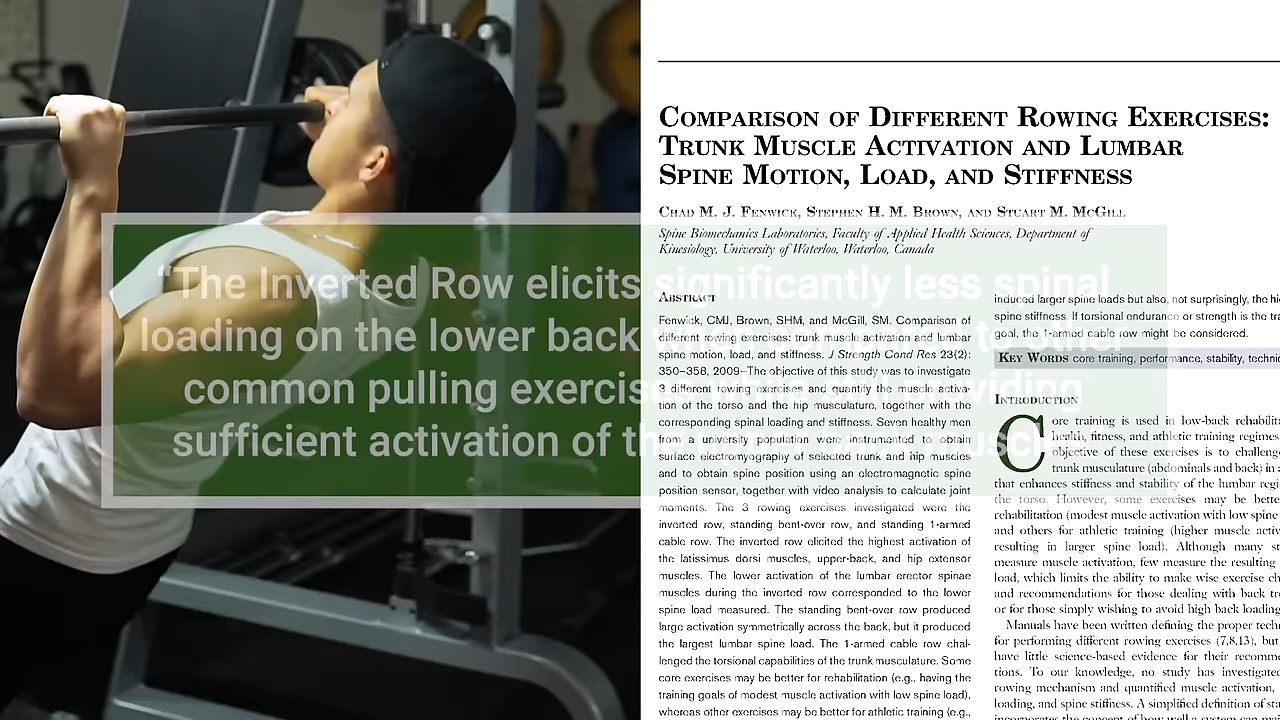 COMPARISON OF DIFFERENT ROWING EXERCISES:
TRUNK MUSCLE ACTIVATION AND LUMBAR
SPINE MOTION, LOAD, AND STIFFNESS
CHAD M. J. FENWICK, STEPHEN H. M. BROWN, AND STUART M. MCGILL
Spine Biomechanics Laboratories, Faculty of Applied Health Sciences, Department of
Kinesiology, University of Waterloo, Waterloo, Canada
“The Inverted Row elicits significantly less spinal
loading on the lower back to other
common pulling exercises providing
sufficient activation of the
ABSTRACT
Fenwick, CMJ, Brown, SHM, and McGill, SM. Comparison of
different rowing exercises: trunk muscle activation and lumbar
spine motion, load, and stiffness. J Strength Cond Res 23(2):
350–358, 2009—The objective of this study was to investigate
3 different rowing exercises and quantify the muscle activa-
tion of the torso and the hip musculature, together with the
corresponding spinal loading and stiffness. Seven healthy men
from a university population were instrumented to obtain
surface electromyography of selected trunk and hip muscles
and to obtain spine position using an electromagnetic spine
position sensor, together with video analysis to calculate joint
moments. The 3 rowing exercises investigated were the
inverted row, standing bent-over row, and standing 1-armed
cable row. The inverted row elicited the highest activation of
the latissimus dorsi muscles, upper-back, and hip extensor
muscles. The lower activation of the lumbar erector spinae
muscles during the inverted row corresponded to the lower
spine load measured. The standing bent-over row produced
large activation symmetrically across the back, but it produced
the largest lumbar spine load. The 1-armed cable row chal-
lenged the torsional capabilities of the trunk musculature. Some
core exercises may be better for rehabilitation (e.g., having the
training goals of modest muscle activation with low spine load),
whereas other exercises may be better for athletic training (e.g.,
induced larger spine loads but also, not surprisingly, the hi
spine stiffness. If torsional endurance or strength is the tra
goal, the 1-armed cable row might be considered.
KEY WORDS core training, performance, stability, techni
INTRODUCTION
Core training is used in low-back rehabilit
health, fitness, and athletic training regimes
objective of these exercises is to challeng
trunk musculature (abdominals and back) in
that enhances stiffness and stability of the lumbar regi
the torso. However, some exercises may be bette
rehabilitation (modest muscle activation with low spine
and others for athletic training (higher muscle activ
resulting in larger spine load). Although many st
measure muscle activation, few measure the resulting
load, which limits the ability to make wise exercise ch
and recommendations for those dealing with back tr
or for those simply wishing to avoid high back loading
Manuals have been written defining the proper techn
for performing different rowing exercises (7,8,13), but
have little science-based evidence for their recomme
tions. To our knowledge, no study has investigated
rowing mechanism and quantified muscle activation,
loading, and spine stiffness. A simplified definition of sta
incorporates the concept of how well a system can